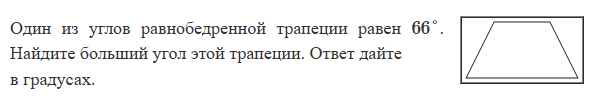 Один из углов равнобедренной трапеции равен 66°.
Найдите больший угол этой трапеции. Ответ дайте
в градусах.